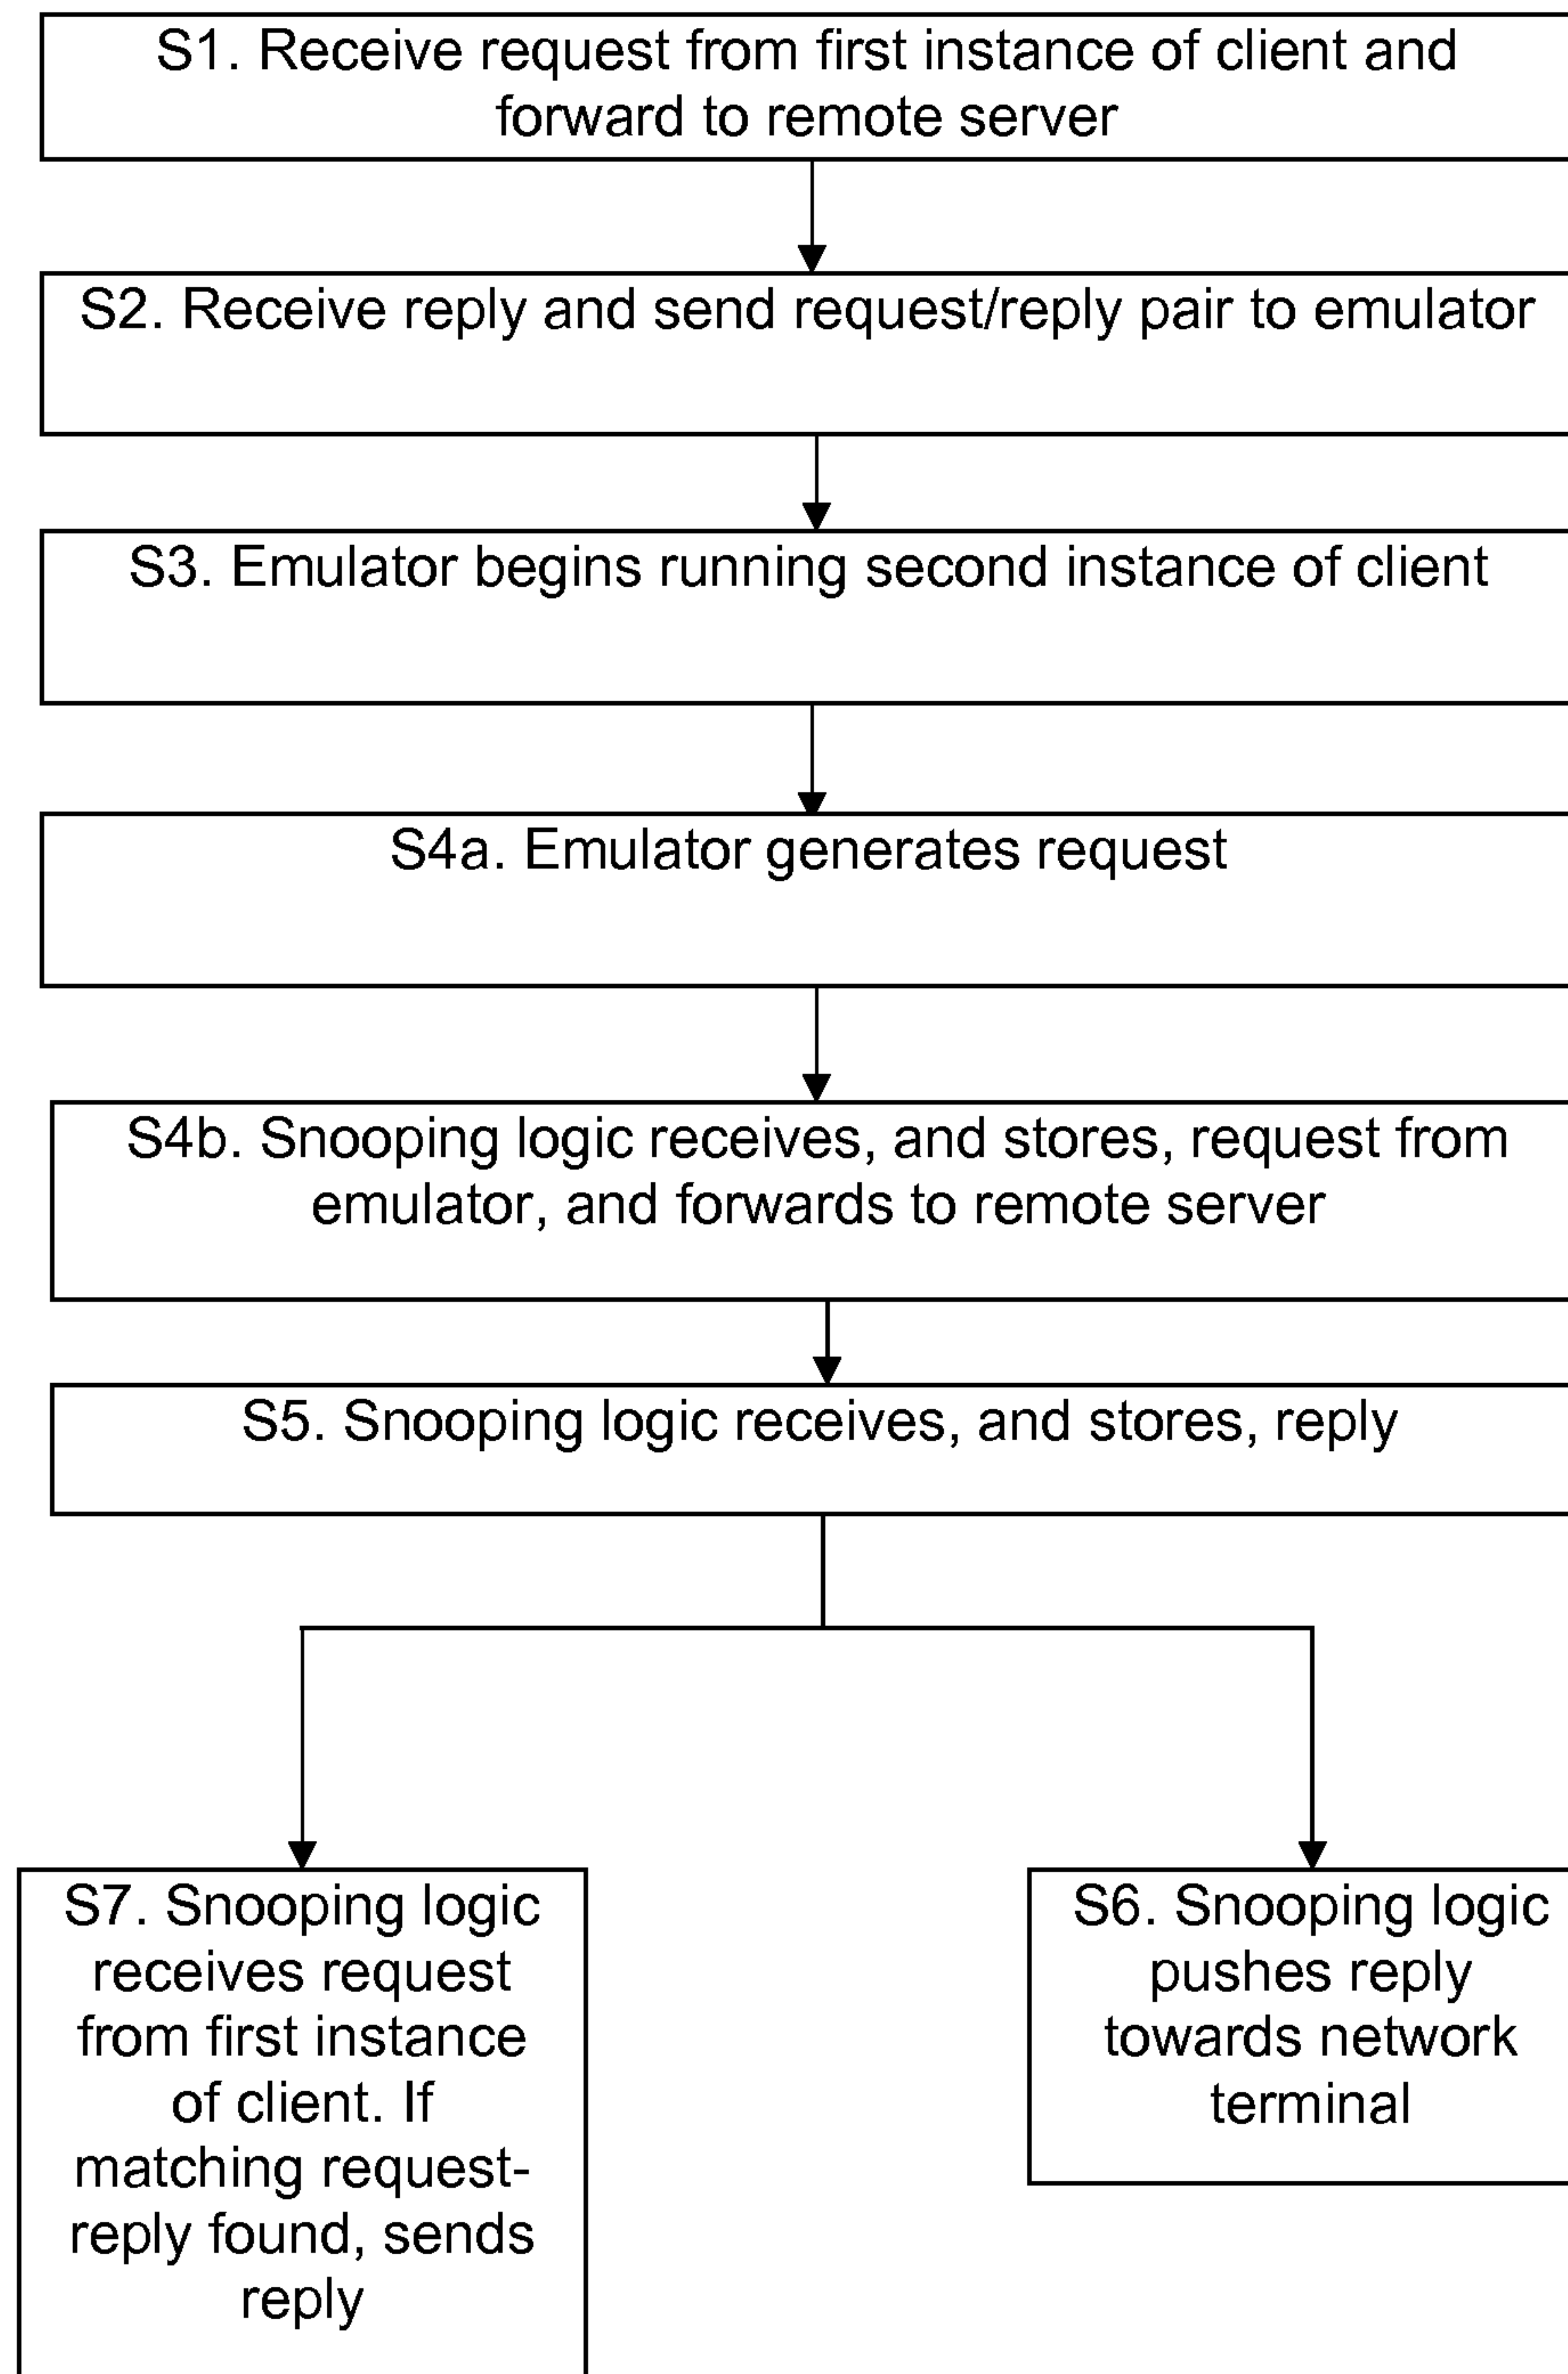 S1. Receive request from first instance of client and
forward to remote server
S2. Receive reply and send request/reply pair to emulator
S3. Emulator begins running second instance of client
S4a. Emulator generates request
S4b. Snooping logic receives, and stores, request from
emulator, and forwards to remote server
S5. Snooping logic receives, and stores, reply
S7. Snooping logic
receives request
from first instance
of client. If
matching request-
reply found, sends
reply
S6. Snooping logic
pushes reply
towards network
terminal